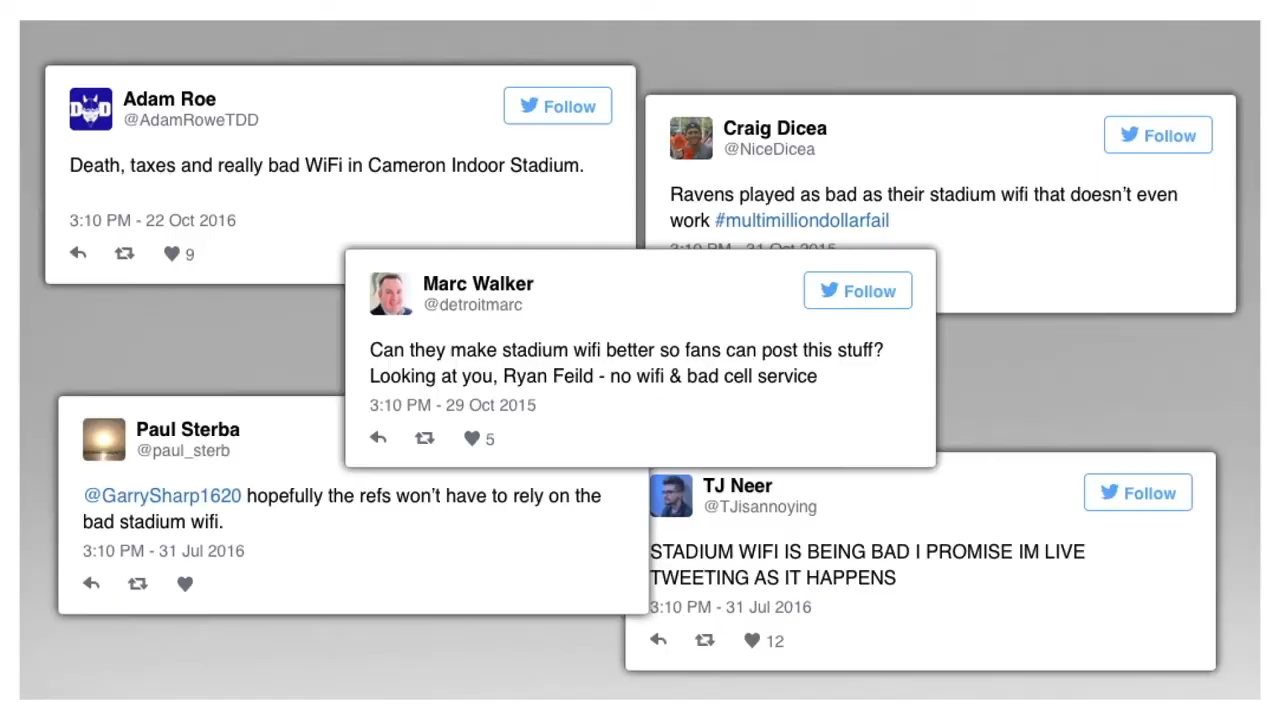 Adam Roe
@AdamRoweTDD
Follow
Death, taxes and really bad WiFi in Cameron Indoor Stadium.
3:10 PM - 22 Oct 2016
9
Craig Dicea
@NiceDicea
Follow
Ravens played as bad as their stadium wifi that doesn't even
work #multimilliondollarfail
3:10 PM - 31 Oct 2015
Marc Walker
@detroitmarc
Follow
Can they make stadium wifi better so fans can post this stuff?
Looking at you, Ryan Feild - no wifi & bad cell service
3:10 PM - 29 Oct 2015
5
Paul Sterba
@paul_sterb
@GarrySharp1620 hopefully the refs won't have to rely on the
bad stadium wifi.
3:10 PM - 31 Jul 2016
TJ Neer
@TJisannoying
Follow
STADIUM WIFI IS BEING BAD I PROMISE IM LIVE
TWEETING AS IT HAPPENS
3:10 PM - 31 Jul 2016
12